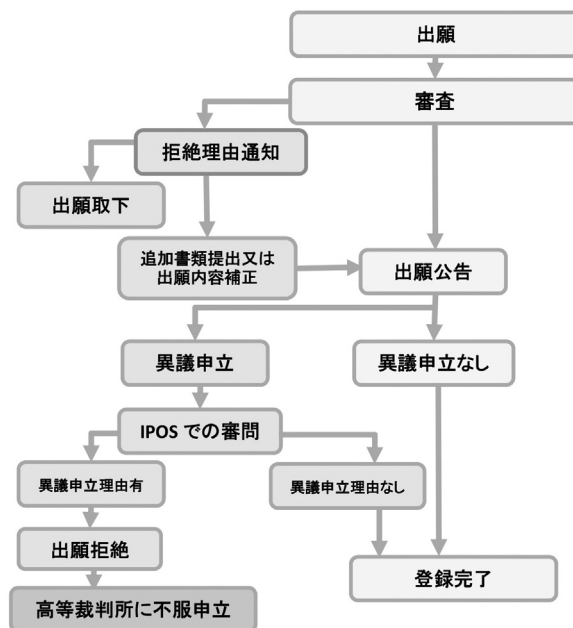 出願
審査
拒絶理由通知
出願取下
追加書類提出又は
出願内容補正
出願公告
異議申立
異議申立なし
IPOS での審問
異議申立理由有
異議申立理由なし
出願拒絶
登録完了
高等裁判所に不服申立